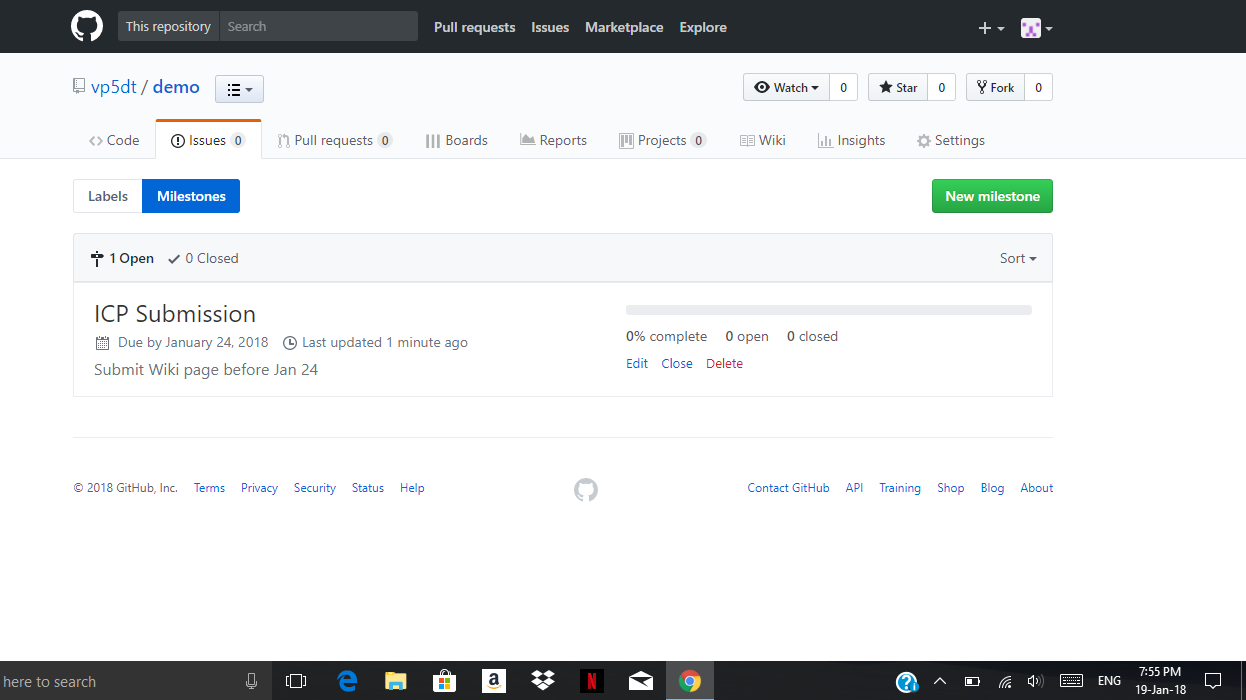 This repository Search Pull requests Issues Marketplace Explore
vp5dt / demo Watch 0 Star 0 Fork 0
Code Issues 0 Pull requests 0 Boards Reports Projects 0 Wiki Insights Settings
Labels Milestones New milestone
1 Open 0 Closed Sort
ICP Submission
Due by January 24, 2018 Last updated 1 minute ago
Submit Wiki page before Jan 24
0% complete 0 open 0 closed
Edit Close Delete
© 2018 GitHub, Inc. Terms Privacy Security Status Help Contact GitHub API Training Shop Blog About
here to search ENG 7:55 PM
19-Jan-18